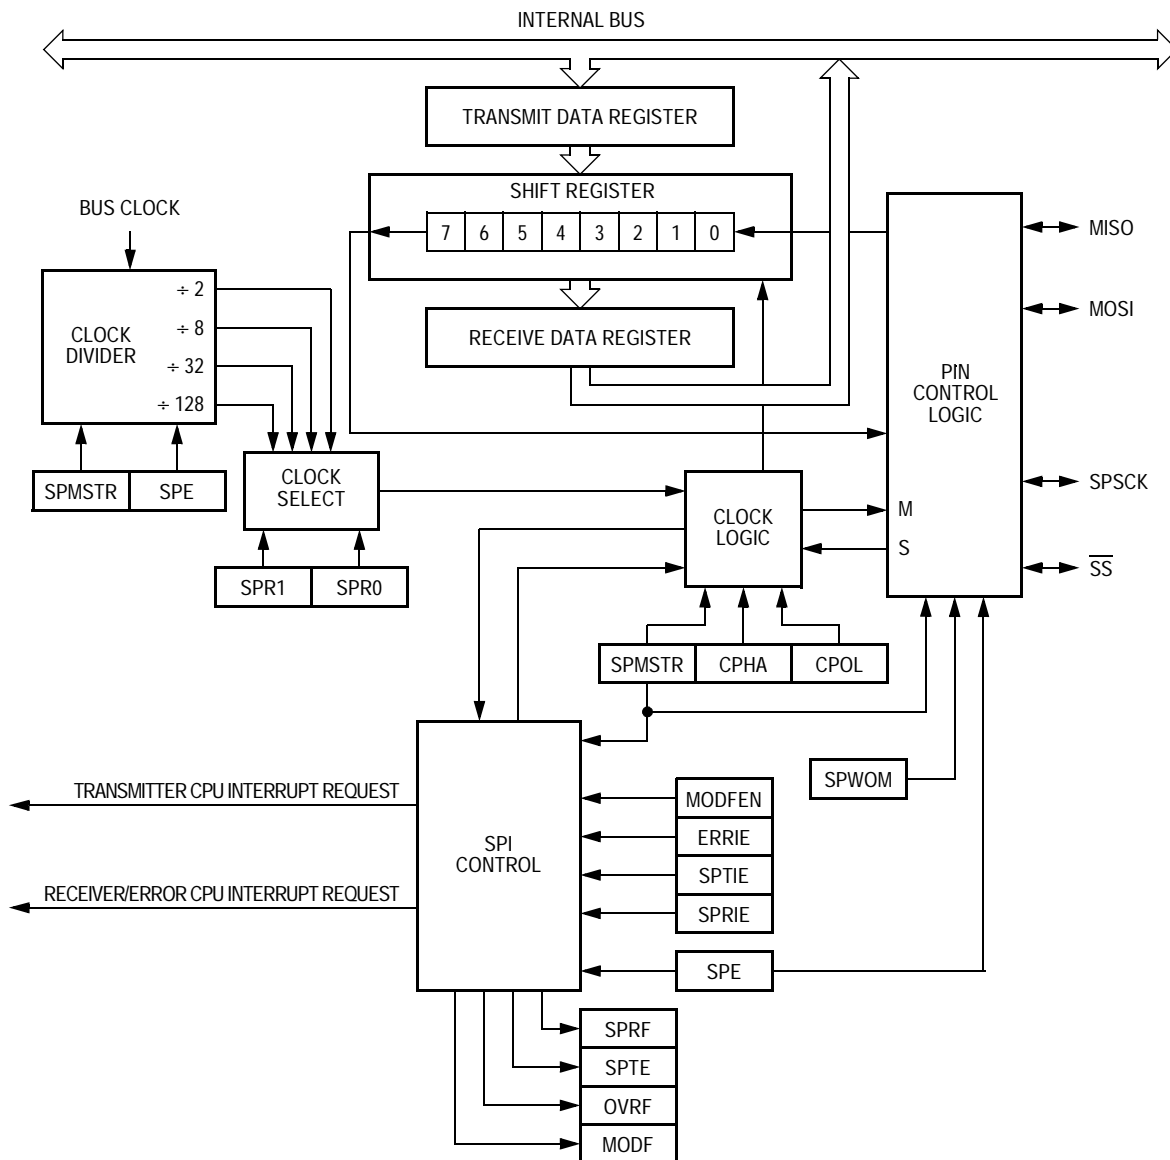 INTERNAL BUS
TRANSMIT DATA REGISTER
SHIFT REGISTER
7 6 5 4 3 2 1 0
BUS CLOCK
CLOCK
DIVIDER
÷ 2
÷ 8
÷ 32
÷ 128
RECEIVE DATA REGISTER
PIN
CONTROL
LOGIC
MISO
MOSI
SPSCK
SS
M
S
SPMSTR SPE
CLOCK
SELECT
SPR1 SPR0
CLOCK
LOGIC
SPMSTR CPHA CPOL
SPWOM
TRANSMITTER CPU INTERRUPT REQUEST
RECEIVER/ERROR CPU INTERRUPT REQUEST
SPI
CONTROL
MODFEN
ERRIE
SPTIE
SPRIE
SPE
SPRF
SPTE
OVRF
MODF